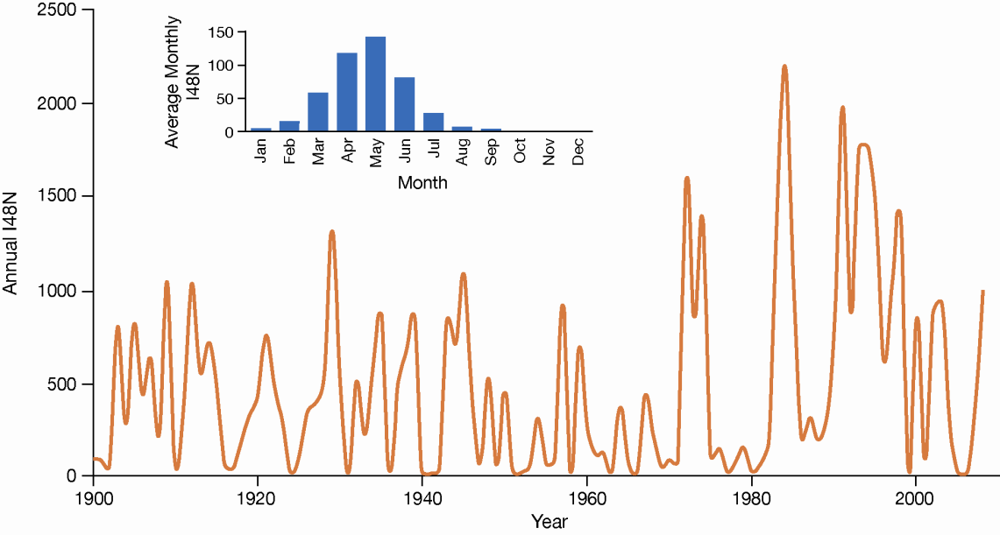 2500
2000
1500
1000
500
0
Annual I48N
1900 1920 1940 1960 1980 2000
Year
Average Monthly
I48N
150
100
50
0
Jan Feb Mar Apr May Jun Jul Aug Sep Oct Nov Dec
Month